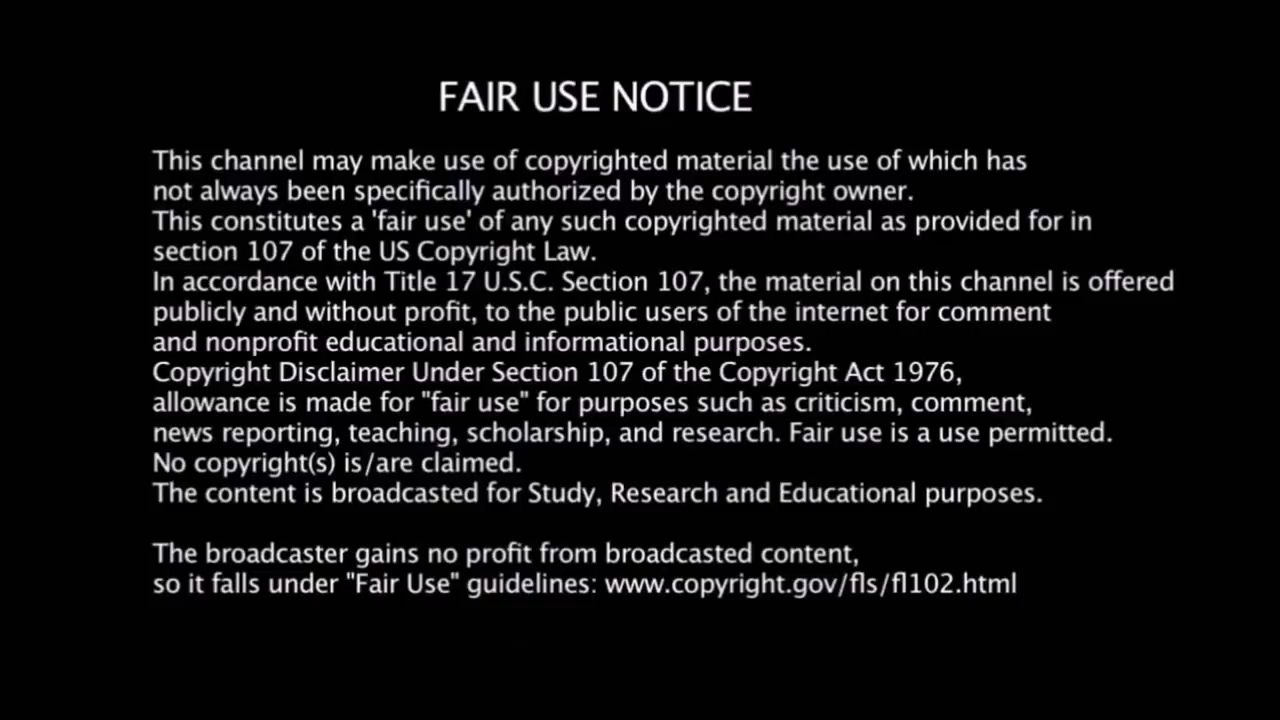 FAIR USE NOTICE
This channel may make use of copyrighted material the use of which has
not always been specifically authorized by the copyright owner.
This constitutes a 'fair use' of any such copyrighted material as provided for in
section 107 of the US Copyright Law.
In accordance with Title 17 U.S.C. Section 107, the material on this channel is offered
publicly and without profit, to the public users of the internet for comment
and nonprofit educational and informational purposes.
Copyright Disclaimer Under Section 107 of the Copyright Act 1976,
allowance is made for "fair use" for purposes such as criticism, comment,
news reporting, teaching, scholarship, and research. Fair use is a use permitted.
No copyright(s) is/are claimed.
The content is broadcasted for Study, Research and Educational purposes.
The broadcaster gains no profit from broadcasted content,
so it falls under "Fair Use" guidelines: www.copyright.gov/fls/fl102.html